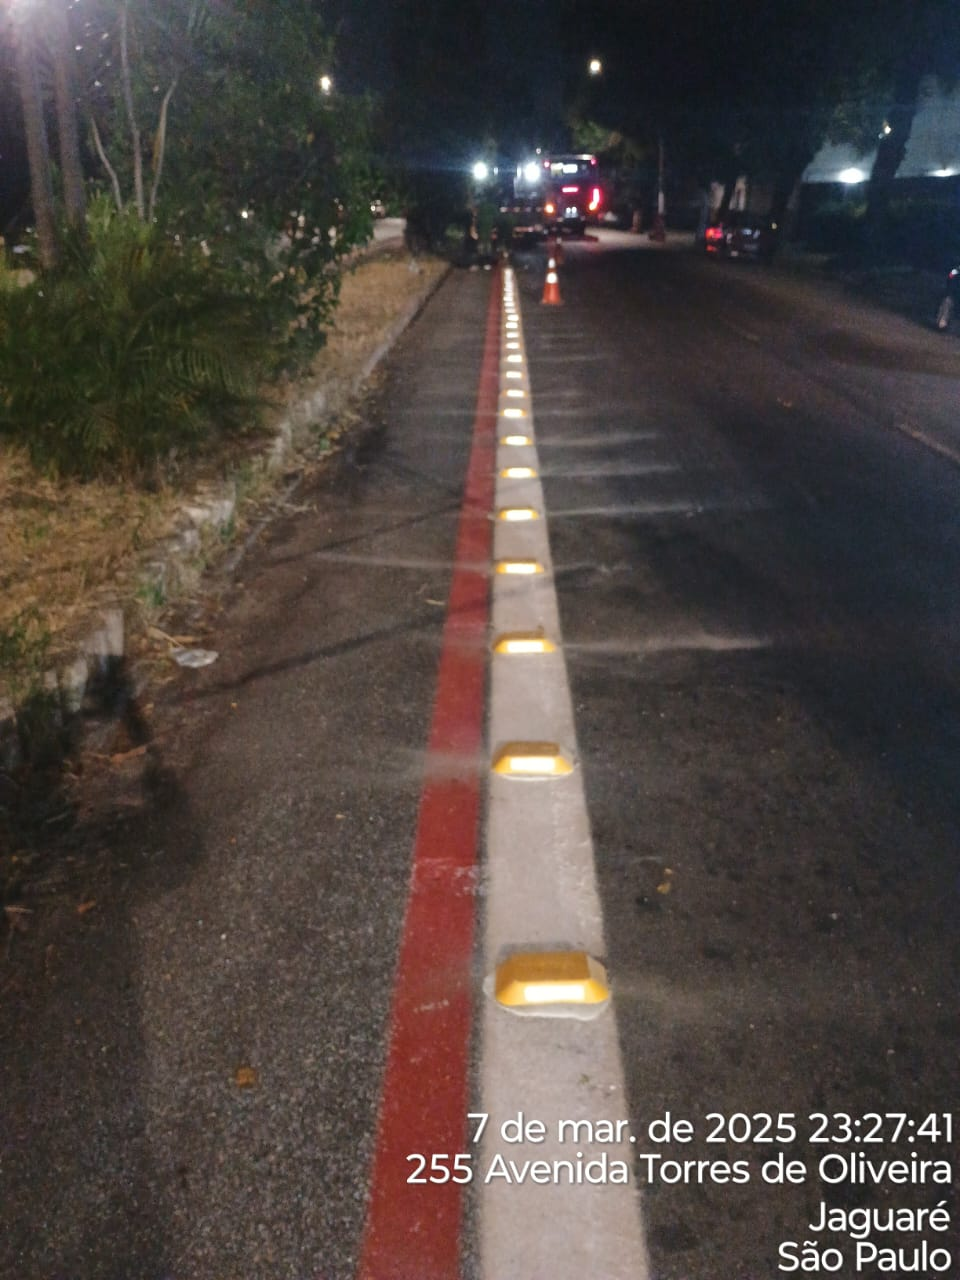 7 de mar. de 2025 23:27:41
255 Avenida Torres de Oliveira
Jaguaré
São Paulo